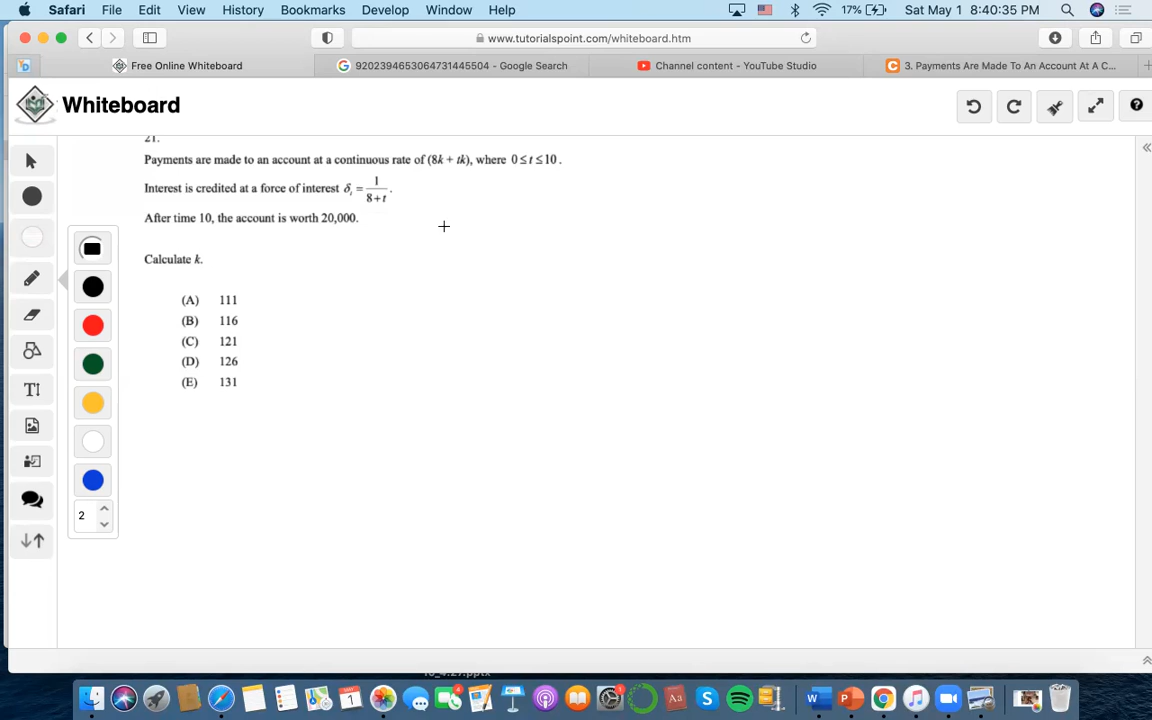 Safari File Edit View History Bookmarks Develop Window Help 17% Sat May 1 8:40:35 PM
www.tutorialspoint.com/whiteboard.htm
Free Online Whiteboard 9202394653064731445504 - Google Search Channel content - YouTube Studio 3. Payments Are Made To An Account At A C...
Whiteboard
21.
Payments are made to an account at a continuous rate of (8k + tk), where 0 ≤ t ≤ 10.
Interest is credited at a force of interest δt = 1/(8+t).
After time 10, the account is worth 20,000.
Calculate k.
(A) 111
(B) 116
(C) 121
(D) 126
(E) 131
2
10_4.27.pptx